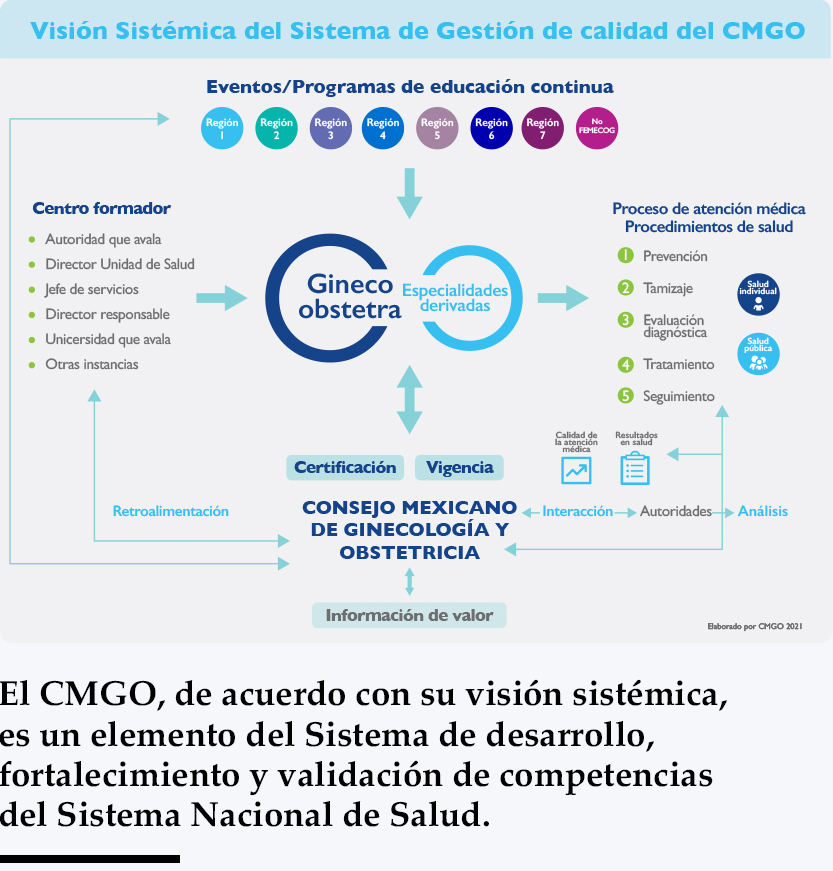 Visión Sistémica del Sistema de Gestión de calidad del CMGO
Eventos/Programas de educación continua
Región
1
Región
2
Región
3
Región
4
Región
5
Región
6
Región
7
No
FEMECOG
Centro formador
Autoridad que avala
Director Unidad de Salud
Jefe de servicios
Director responsable
Unicersidad que avala
Otras instancias
Gineco
obstetra
Especialidades
derivadas
Proceso de atención médica
Procedimientos de salud
1 Prevención
2 Tamizaje
3 Evaluación
diagnóstica
4 Tratamiento
5 Seguimiento
Salud
individual
Salud
pública
Calidad de
la atención
médica
Resultados
en salud
Certificación
Vigencia
Retroalimentación
CONSEJO MEXICANO
DE GINECOLOGÍA Y
OBSTETRICIA
Interacción
Autoridades
Análisis
Información de valor
Elaborado por CMGO 2021
El CMGO, de acuerdo con su visión sistémica,
es un elemento del Sistema de desarrollo,
fortalecimiento y validación de competencias
del Sistema Nacional de Salud.